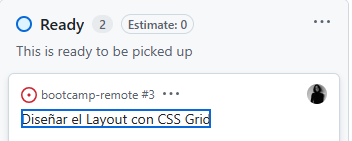 Ready 2 Estimate: 0
This is ready to be picked up
bootcamp-remote #3
Diseñar el Layout con CSS Grid